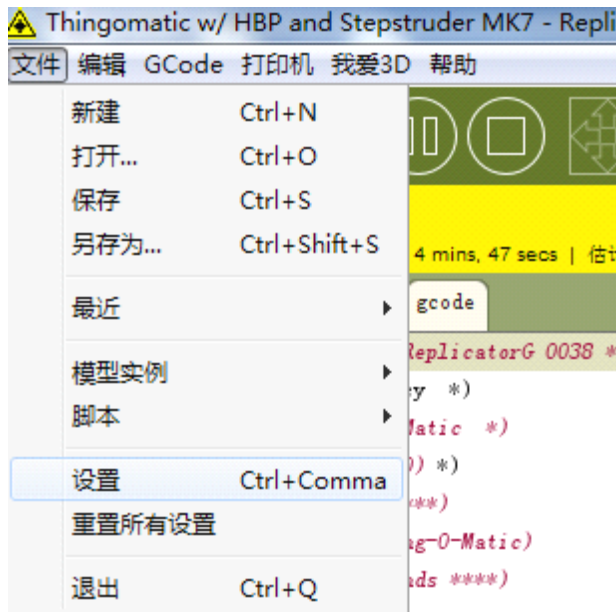 Thingomatic w/ HBP and Stepstruder MK7 - Repli
文件 编辑 GCode 打印机 我爱3D 帮助
新建 Ctrl+N
打开... Ctrl+O
保存 Ctrl+S
另存为... Ctrl+Shift+S
4 mins, 47 secs | 估
最近
gcode
ReplicatorG 0038 *
模型实例
y *)
脚本
Matic *)
) *)
设置 Ctrl+Comma
***)
重置所有设置
g-O-Matic)
退出 Ctrl+Q
ds ****)